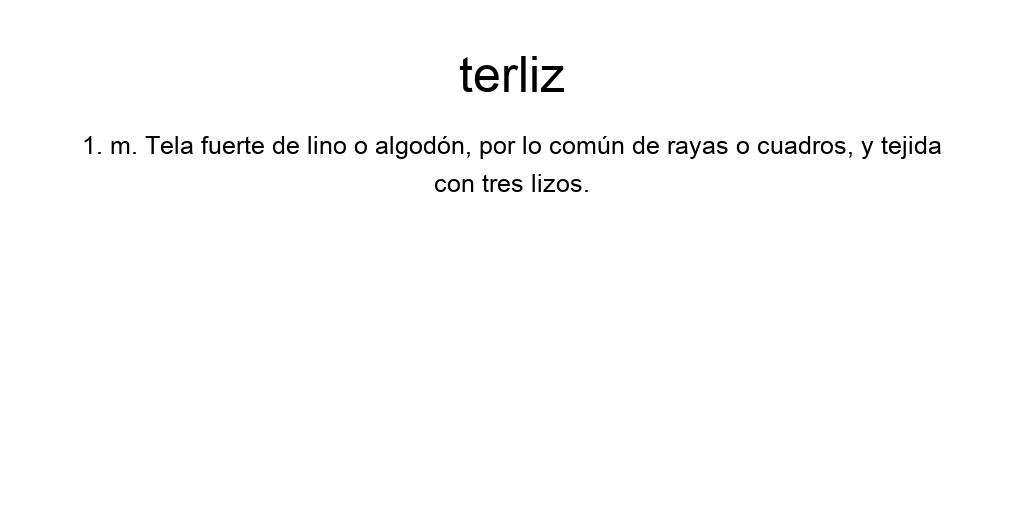 terliz
1. m. Tela fuerte de lino o algodón, por lo común de rayas o cuadros, y tejida
con tres lizos.